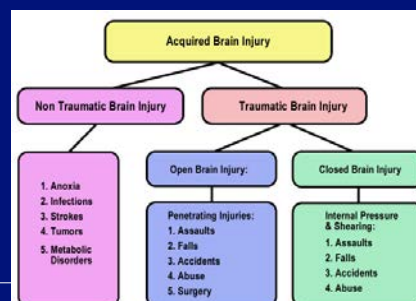 Acquired Brain Injury
Non Traumatic Brain Injury
Traumatic Brain Injury
1. Anoxia
2. Infections
3. Strokes
4. Tumors
5. Metabolic
Disorders
Open Brain Injury:
Penetrating Injuries:
1. Assaults
2. Falls
3. Accidents
4. Abuse
5. Surgery
Closed Brain Injury
Internal Pressure
& Shearing:
1. Assaults
2. Falls
3. Accidents
4. Abuse